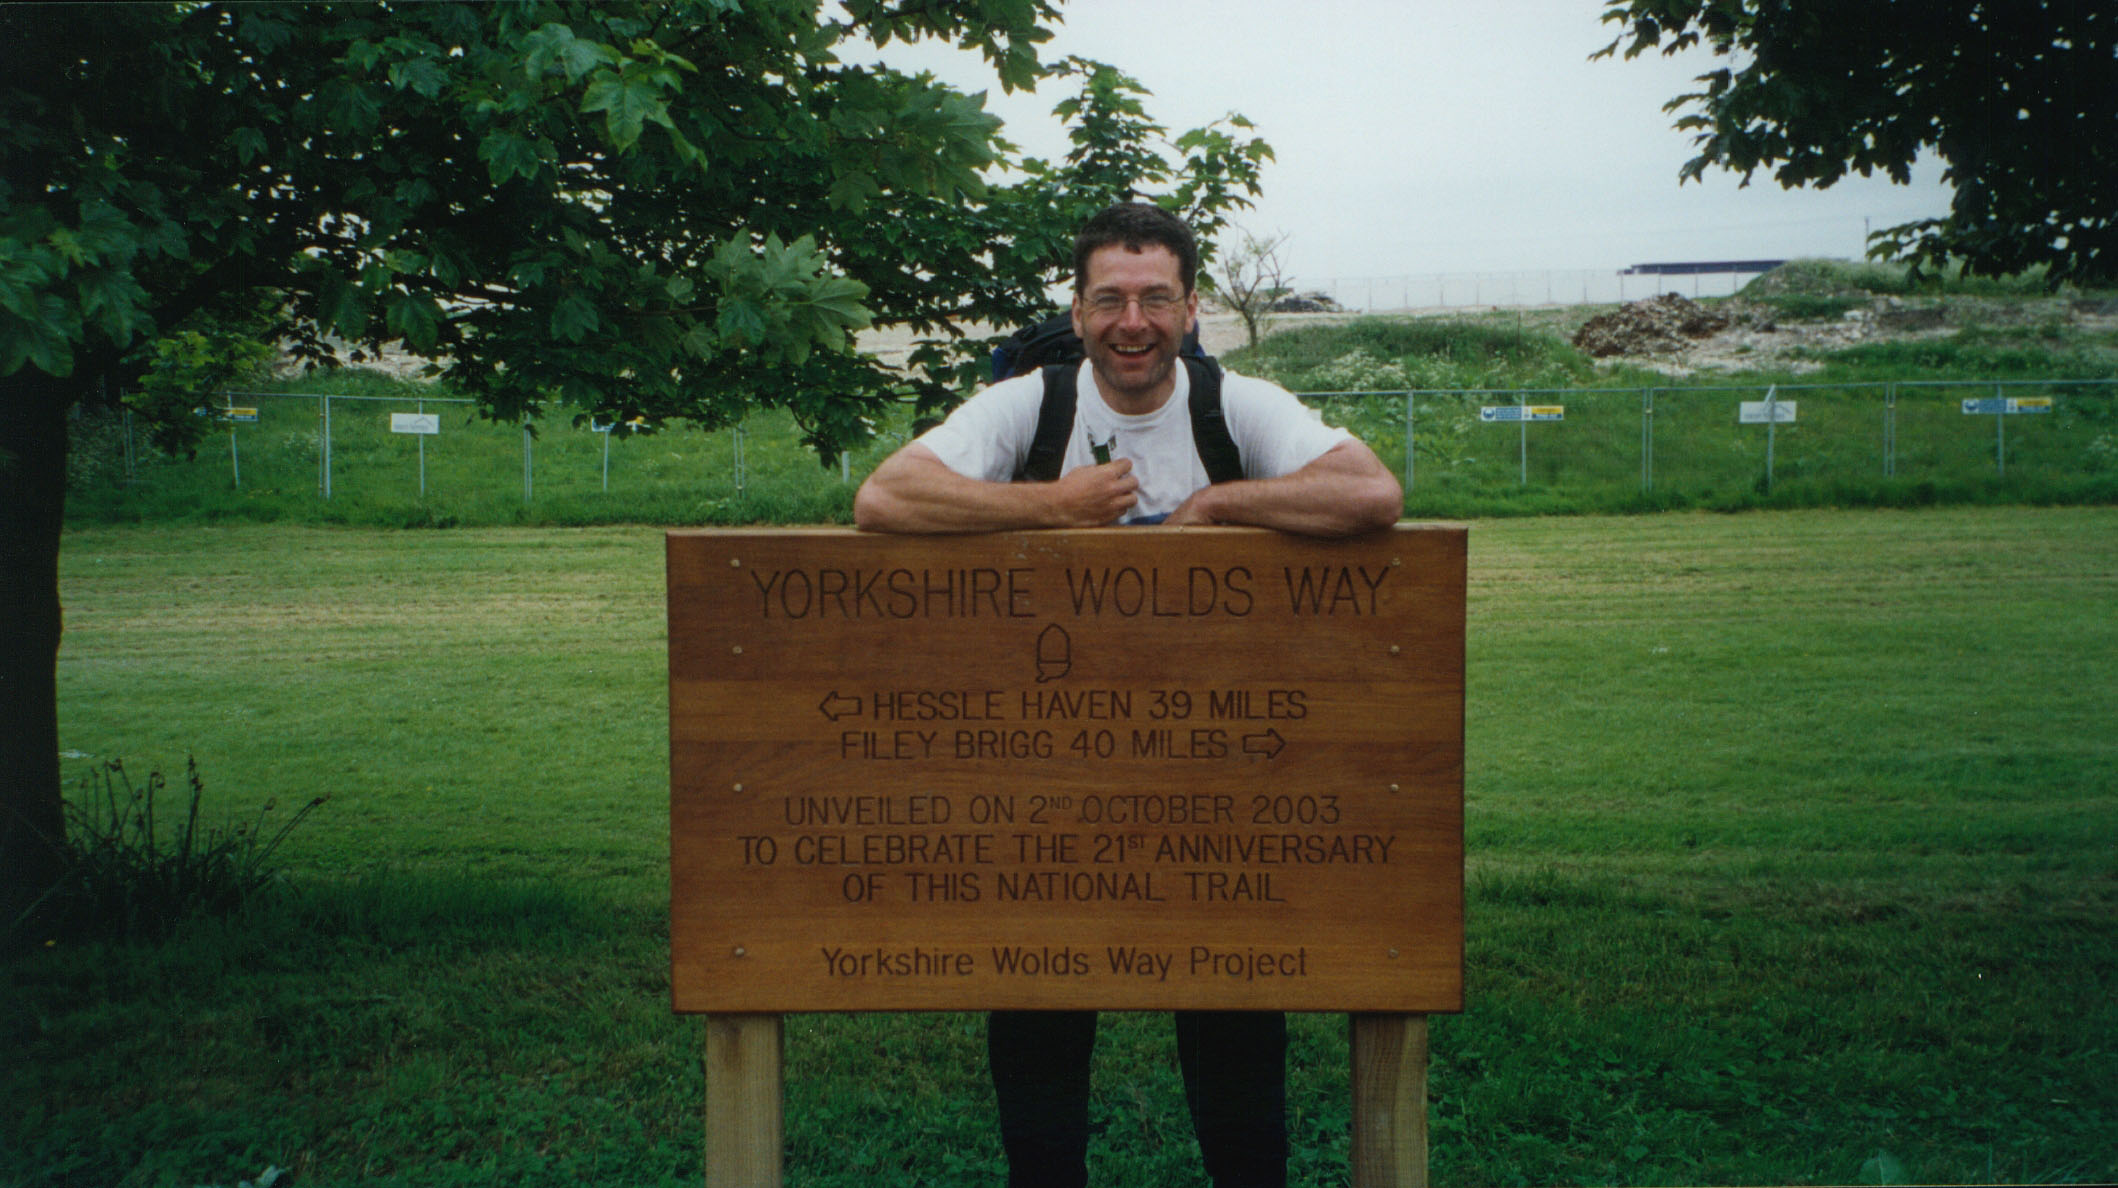 YORKSHIRE WOLDS WAY
HESSLE HAVEN 39 MILES
FILEY BRIGG 40 MILES
UNVEILED ON 2ND OCTOBER 2003
TO CELEBRATE THE 21ST ANNIVERSARY
OF THIS NATIONAL TRAIL
Yorkshire Wolds Way Project